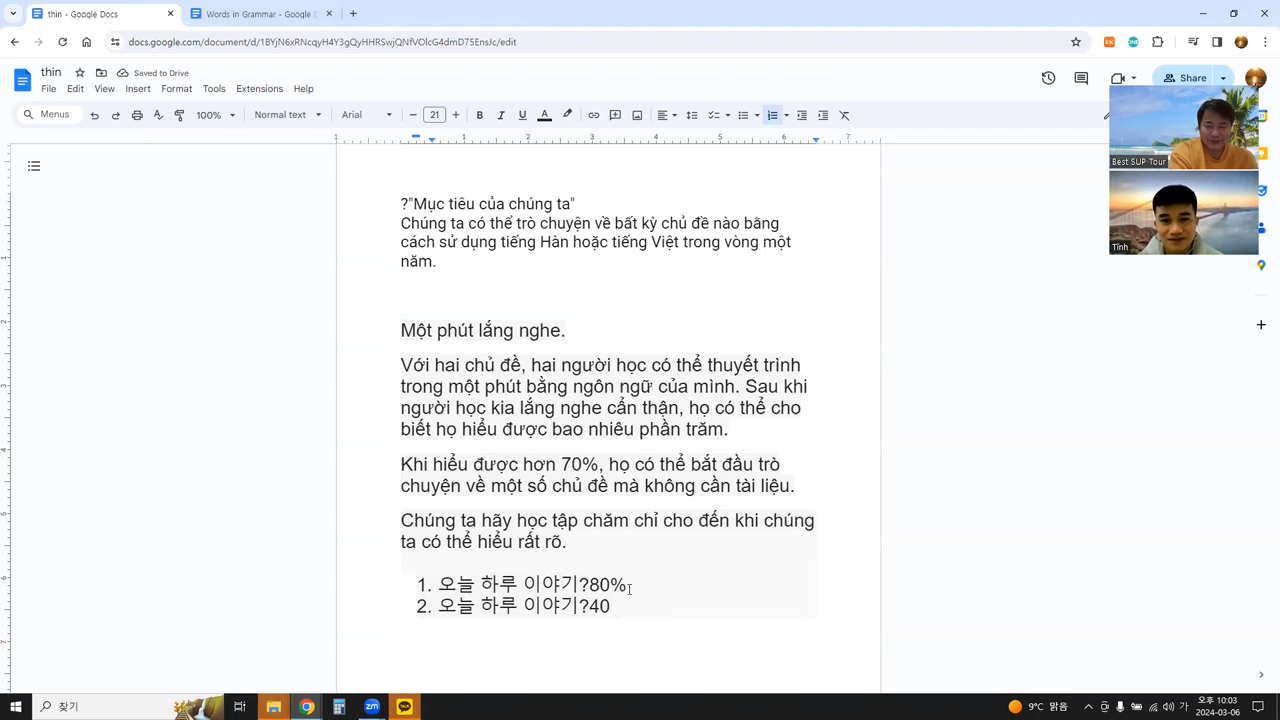 thin - Google Docs
Words in Grammar - Google D
docs.google.com/document/d/1BYjN6xRNcqyH4Y3gQyHHRSwjQNfVOlcG4dmD75EnsJc/edit
thin
Saved to Drive
File Edit View Insert Format Tools Extensions Help
Share
Menus
100%
Normal text
Arial
21
Best SUP Tour
Tĩnh
?"Mục tiêu của chúng ta"
Chúng ta có thể trò chuyện về bất kỳ chủ đề nào bằng
cách sử dụng tiếng Hàn hoặc tiếng Việt trong vòng một
năm.
Một phút lắng nghe.
Với hai chủ đề, hai người học có thể thuyết trình
trong một phút bằng ngôn ngữ của mình. Sau khi
người học kia lắng nghe cẩn thận, họ có thể cho
biết họ hiểu được bao nhiêu phần trăm.
Khi hiểu được hơn 70%, họ có thể bắt đầu trò
chuyện về một số chủ đề mà không cần tài liệu.
Chúng ta hãy học tập chăm chỉ cho đến khi chúng
ta có thể hiểu rất rõ.
1. 오늘 하루 이야기?80%
2. 오늘 하루 이야기?40
찾기
9°C 맑음
가
오후 10:03
2024-03-06